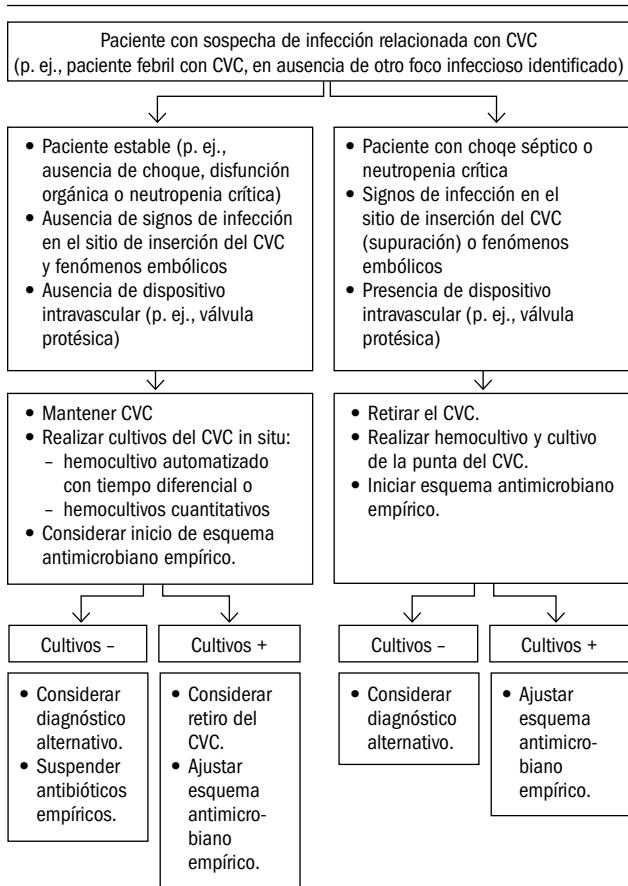 Paciente con sospecha de infección relacionada con CVC
(p. ej., paciente febril con CVC, en ausencia de otro foco infeccioso identificado)
• Paciente estable (p. ej.,
ausencia de choque, disfunción
orgánica o neutropenia crítica)
• Ausencia de signos de infección
en el sitio de inserción del CVC
y fenómenos embólicos
• Ausencia de dispositivo
intravascular (p. ej., válvula
protésica)
• Paciente con choqe séptico o
neutropenia crítica
• Signos de infección en el
sitio de inserción del CVC
(supuración) o fenómenos
embólicos
• Presencia de dispositivo
intravascular (p. ej., válvula
protésica)
• Mantener CVC
• Realizar cultivos del CVC in situ:
– hemocultivo automatizado
con tiempo diferencial o
– hemocultivos cuantitativos
• Considerar inicio de esquema
antimicrobiano empírico.
• Retirar el CVC.
• Realizar hemocultivo y cultivo
de la punta del CVC.
• Iniciar esquema antimicrobiano
empírico.
Cultivos –
Cultivos +
Cultivos –
Cultivos +
• Considerar
diagnóstico
alternativo.
• Suspender
antibióticos
empíricos.
• Considerar
retiro del
CVC.
• Ajustar
esquema
antimicro-
biano
empírico.
• Considerar
diagnóstico
alternativo.
• Ajustar
esquema
antimicro-
biano
empírico.